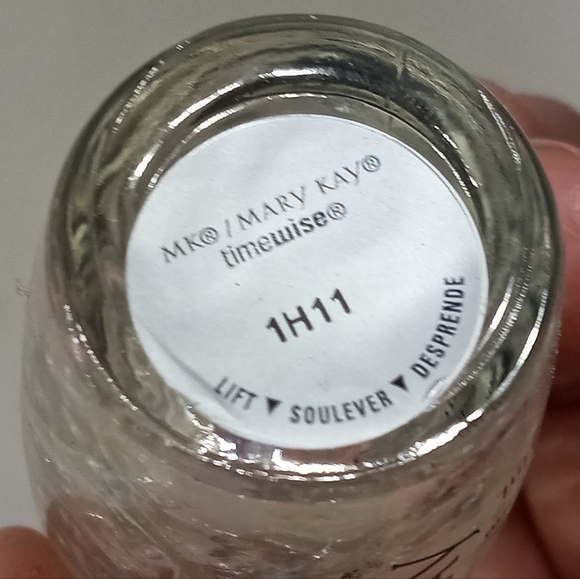 MK® / MARY KAY®
timewise®
1H11
LIFT ▼ SOULEVER ▼ DESPRENDE